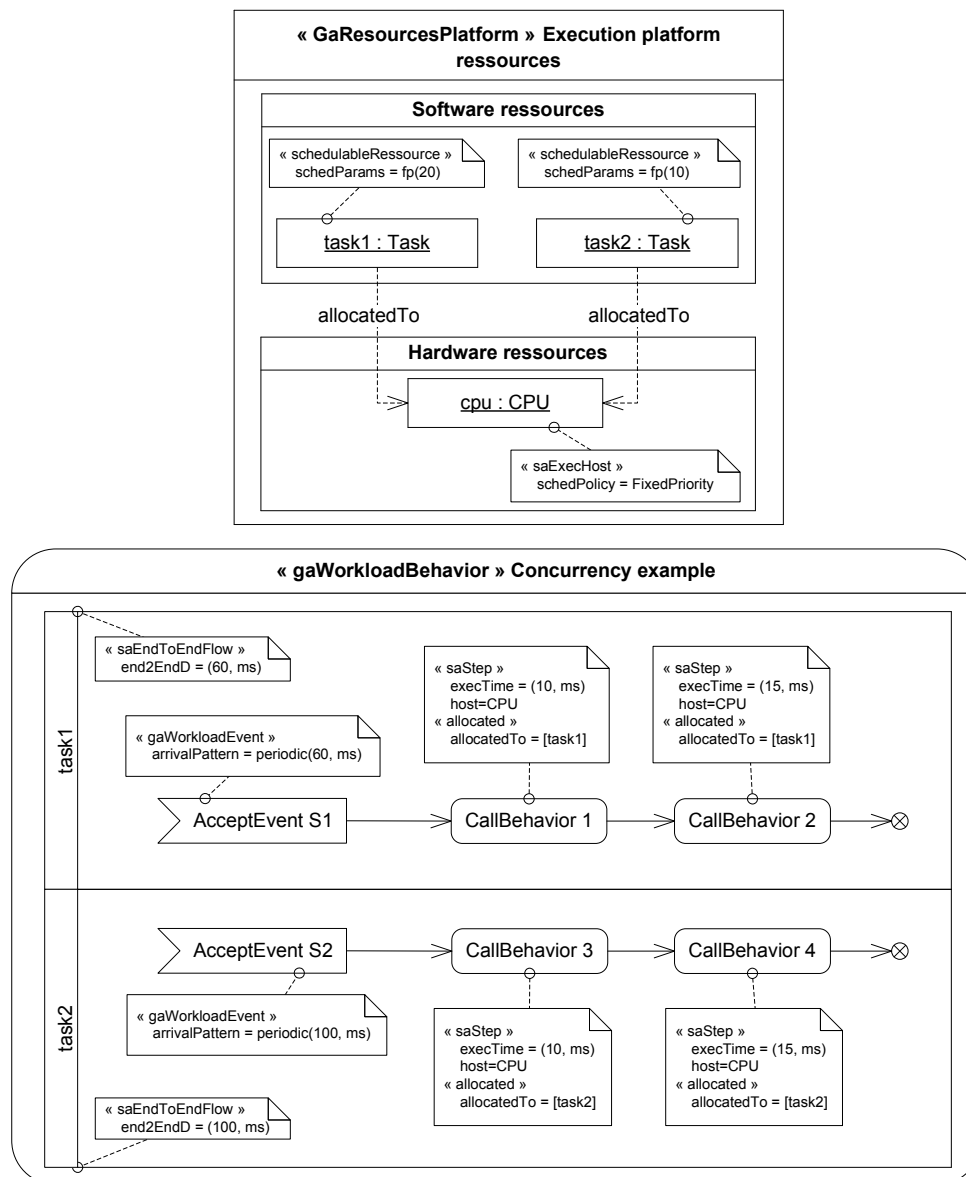 « GaResourcesPlatform » Execution platform
ressources
Software ressources
« schedulableRessource »
schedParams = fp(20)
« schedulableRessource »
schedParams = fp(10)
task1 : Task
task2 : Task
allocatedTo
allocatedTo
Hardware ressources
cpu : CPU
« saExecHost »
schedPolicy = FixedPriority
« gaWorkloadBehavior » Concurrency example
task1
« saEndToEndFlow »
end2EndD = (60, ms)
« gaWorkloadEvent »
arrivalPattern = periodic(60, ms)
« saStep »
execTime = (10, ms)
host=CPU
« allocated »
allocatedTo = [task1]
« saStep »
execTime = (15, ms)
host=CPU
« allocated »
allocatedTo = [task1]
AcceptEvent S1
CallBehavior 1
CallBehavior 2
task2
AcceptEvent S2
CallBehavior 3
CallBehavior 4
« gaWorkloadEvent »
arrivalPattern = periodic(100, ms)
« saStep »
execTime = (10, ms)
host=CPU
« allocated »
allocatedTo = [task2]
« saStep »
execTime = (15, ms)
host=CPU
« allocated »
allocatedTo = [task2]
« saEndToEndFlow »
end2EndD = (100, ms)